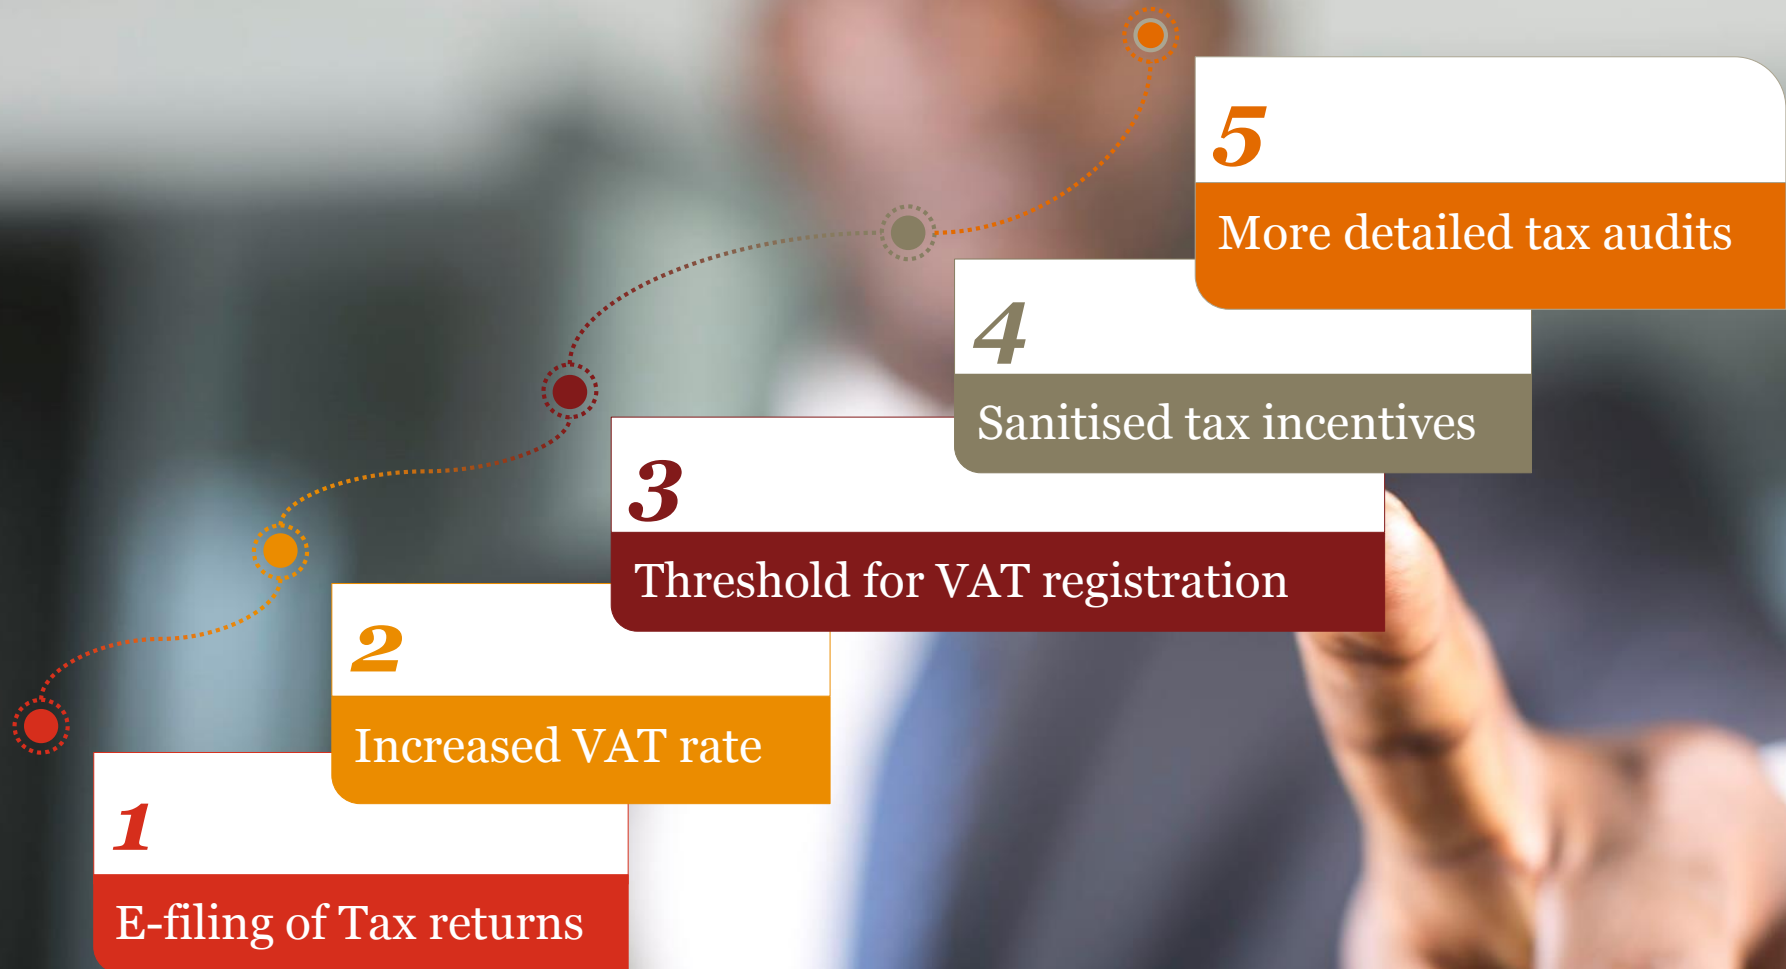 5
More detailed tax audits
4
Sanitised tax incentives
3
Threshold for VAT registration
2
Increased VAT rate
1
E-filing of Tax returns